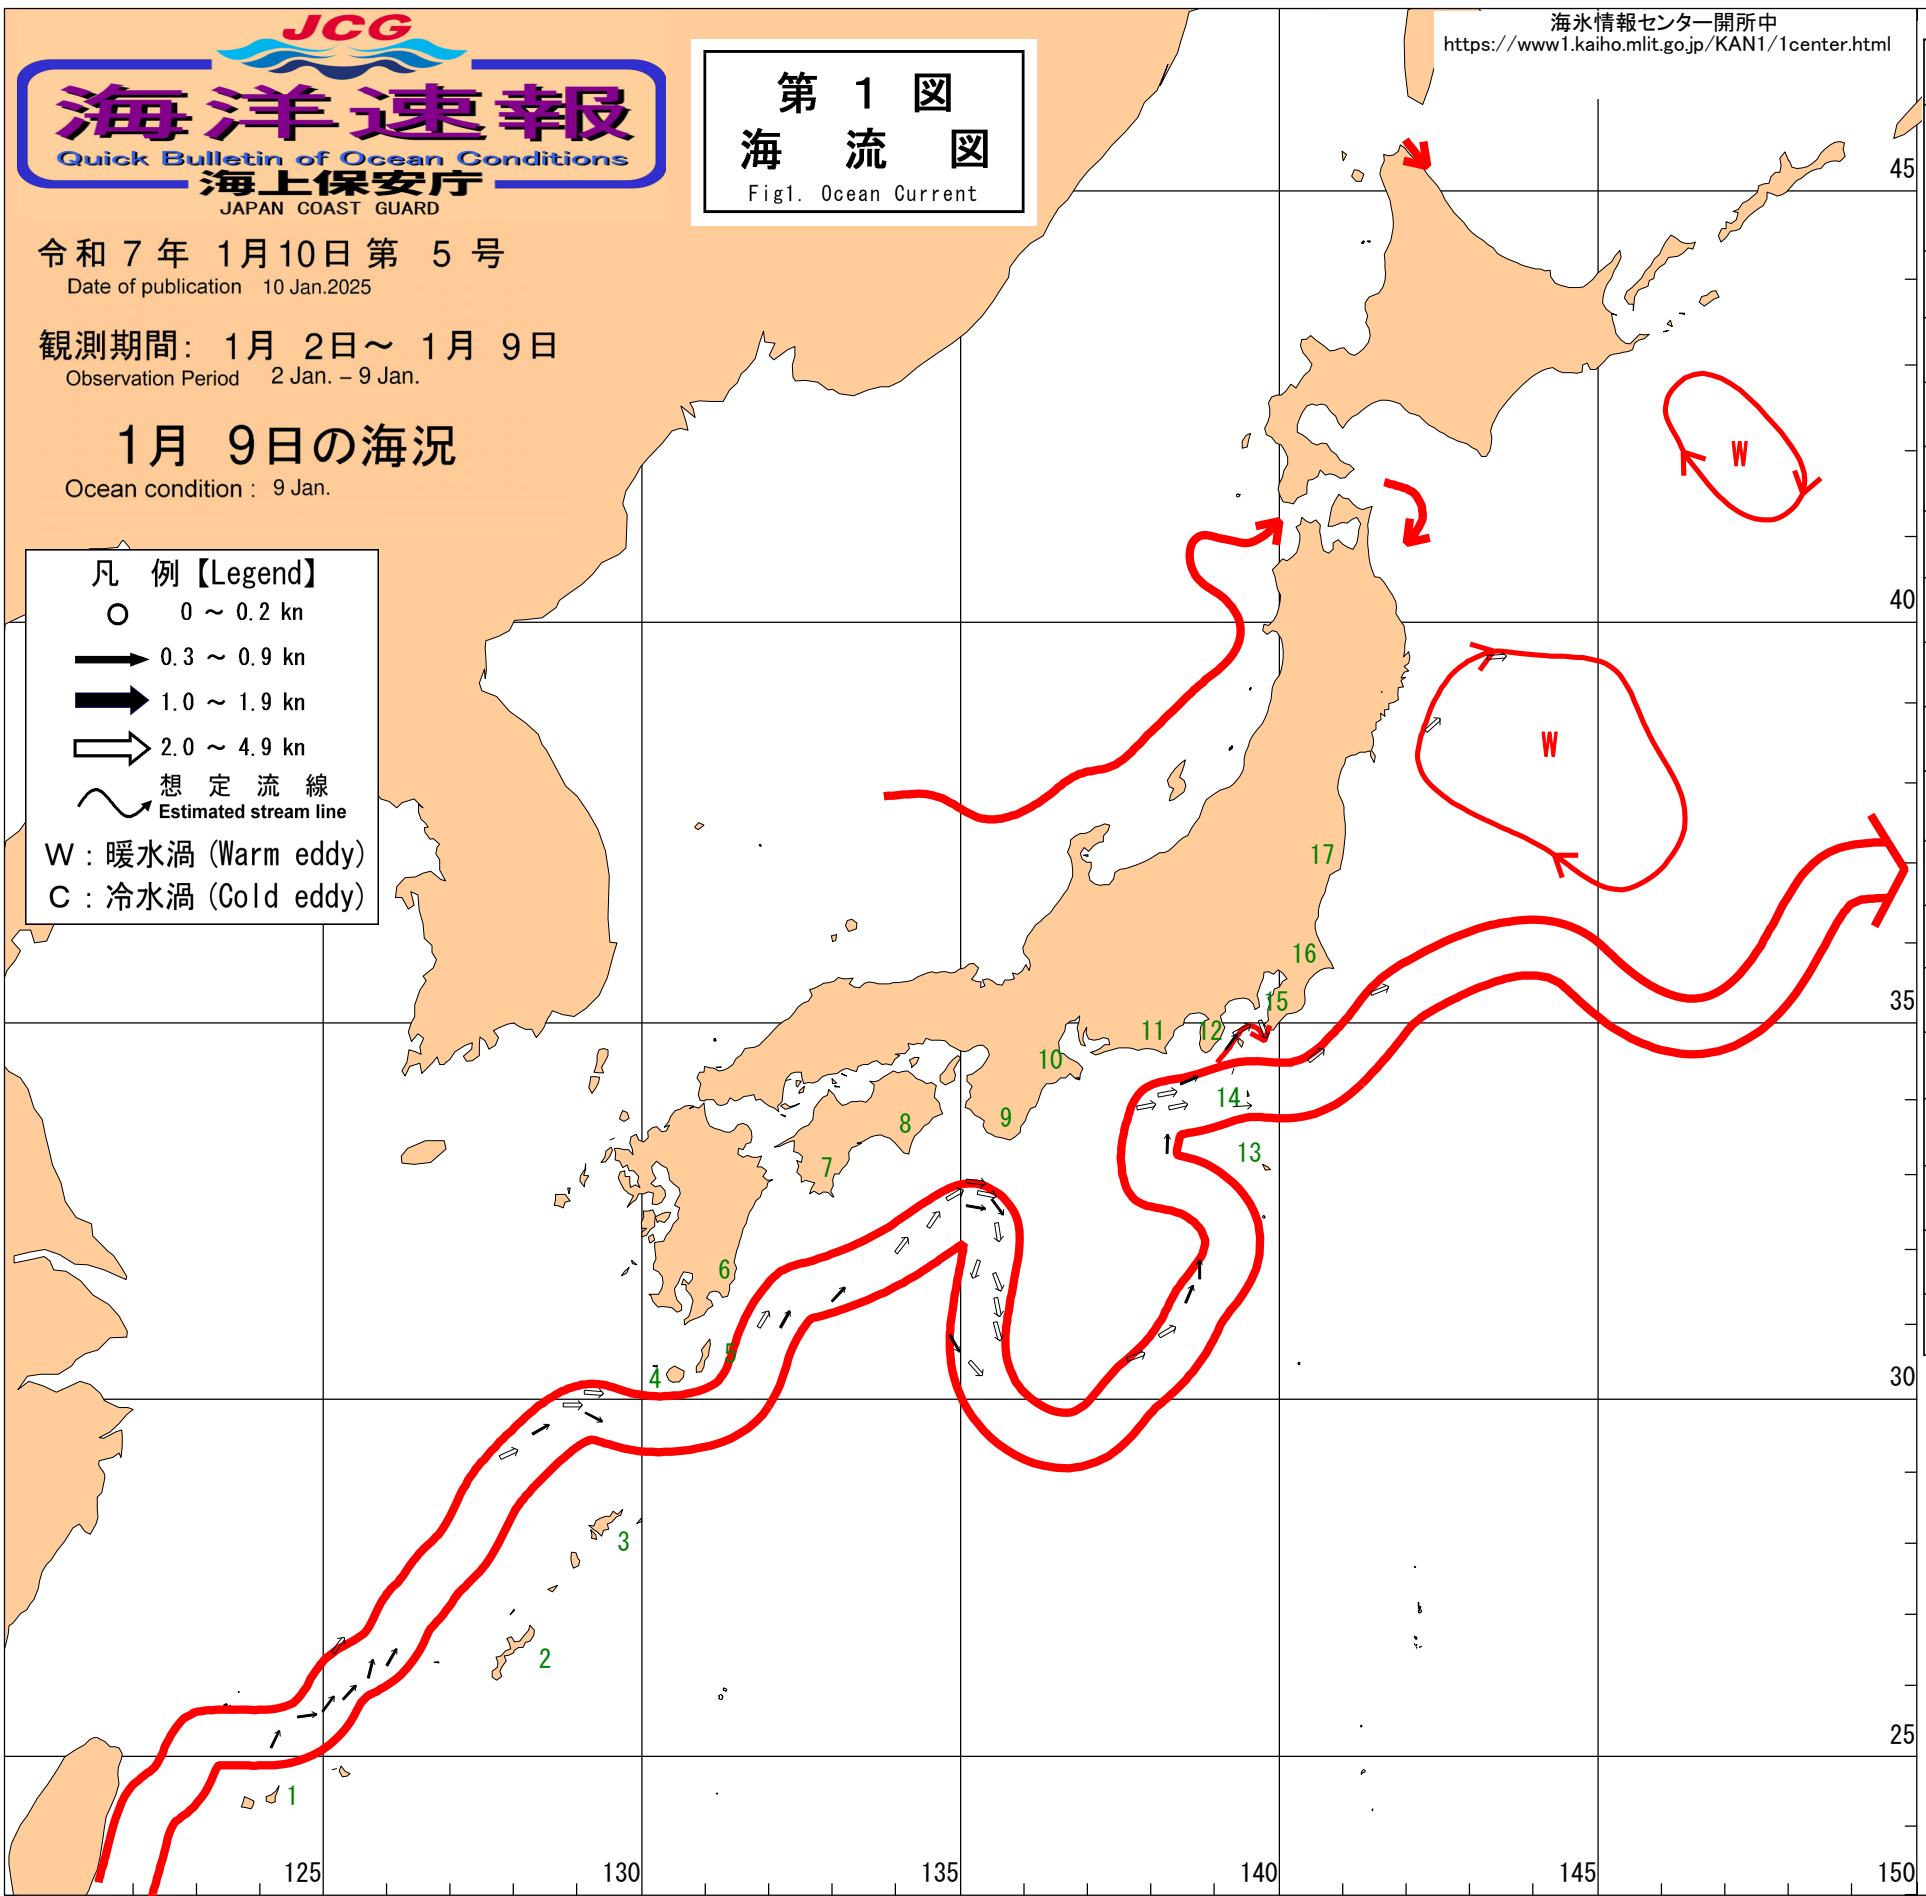 JCG
海洋速報
Quick Bulletin of Ocean Conditions
海上保安庁
JAPAN COAST GUARD
令和 7 年 1月10日 第 5 号
Date of publication 10 Jan.2025
観測期間: 1月 2日～ 1月 9日
Observation Period 2 Jan. – 9 Jan.
1月 9日の海況
Ocean condition : 9 Jan.
第 1 図
海 流 図
Fig1. Ocean Current
海氷情報センター開所中
https://www1.kaiho.mlit.go.jp/KAN1/1center.html
凡 例【Legend】
0 ～ 0.2 kn
0.3 ～ 0.9 kn
1.0 ～ 1.9 kn
2.0 ～ 4.9 kn
想 定 流 線
Estimated stream line
W : 暖水渦 (Warm eddy)
C : 冷水渦 (Cold eddy)
45
W
40
W
17
16
35
15
12
11
10
14
9
8
13
7
6
5
4
30
3
2
25
1
125
130
135
140
145
150